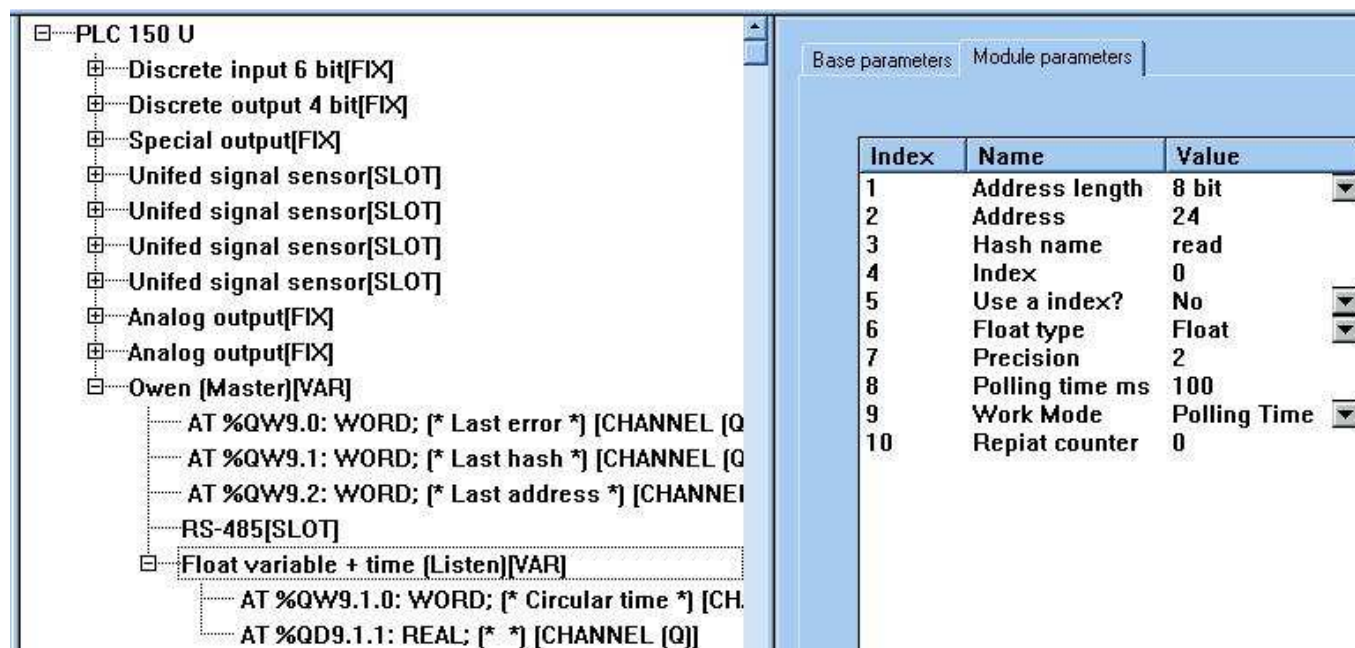 PLC 150 U
Discrete input 6 bit[FIX]
Discrete output 4 bit[FIX]
Special output[FIX]
Unifed signal sensor[SLOT]
Unifed signal sensor[SLOT]
Unifed signal sensor[SLOT]
Unifed signal sensor[SLOT]
Analog output[FIX]
Analog output[FIX]
Owen (Master)[VAR]
AT %QW9.0: WORD; (* Last error *) [CHANNEL (Q
AT %QW9.1: WORD; (* Last hash *) [CHANNEL (Q
AT %QW9.2: WORD; (* Last address *) [CHANNEL
RS-485[SLOT]
Float variable + time (Listen)[VAR]
AT %QW9.1.0: WORD; (* Circular time *) [CH
AT %QD9.1.1: REAL; (* *) [CHANNEL (Q)]
Base parameters Module parameters
Index Name Value
1 Address length 8 bit
2 Address 24
3 Hash name read
4 Index 0
5 Use a index? No
6 Float type Float
7 Precision 2
8 Polling time ms 100
9 Work Mode Polling Time
10 Repiat counter 0